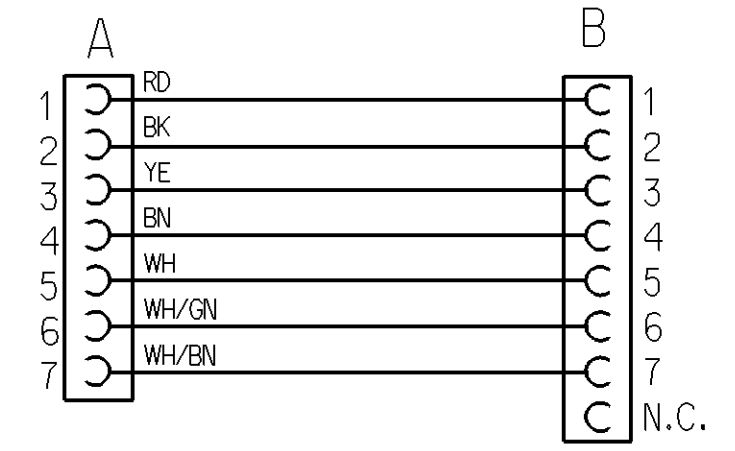 A B
1 RD 1
2 BK 2
3 YE 3
4 BN 4
5 WH 5
6 WH/GN 6
7 WH/BN 7
N.C.